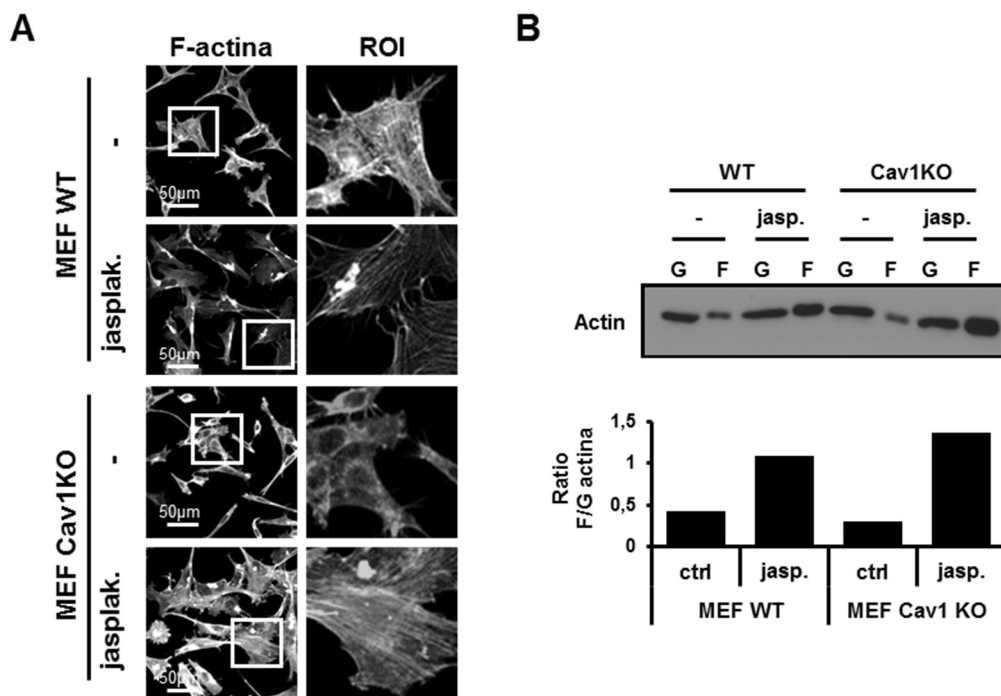 A
F-actina ROI
MEF WT
-
50µm
jasplak.
50µm
MEF Cav1KO
-
50µm
jasplak.
50µm
B
WT Cav1KO
- jasp. - jasp.
G F G F G F G F
Actin
Ratio
F/G actina
1,5
1
0,5
0
ctrl jasp. ctrl jasp.
MEF WT MEF Cav1 KO